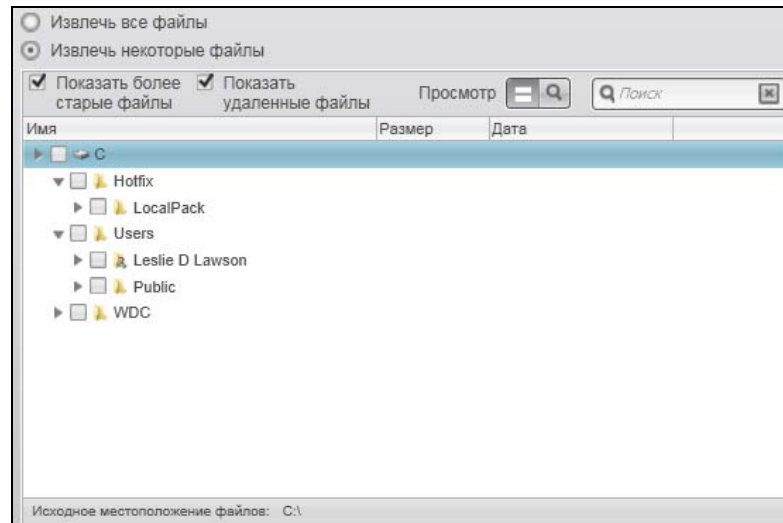 Извлечь все файлы
Извлечь некоторые файлы
Показать более старые файлы
Показать удаленные файлы
Просмотр
Поиск
Имя Размер Дата
C
Hotfix
LocalPack
Users
Leslie D Lawson
Public
WDC
Исходное местоположение файлов: C:\